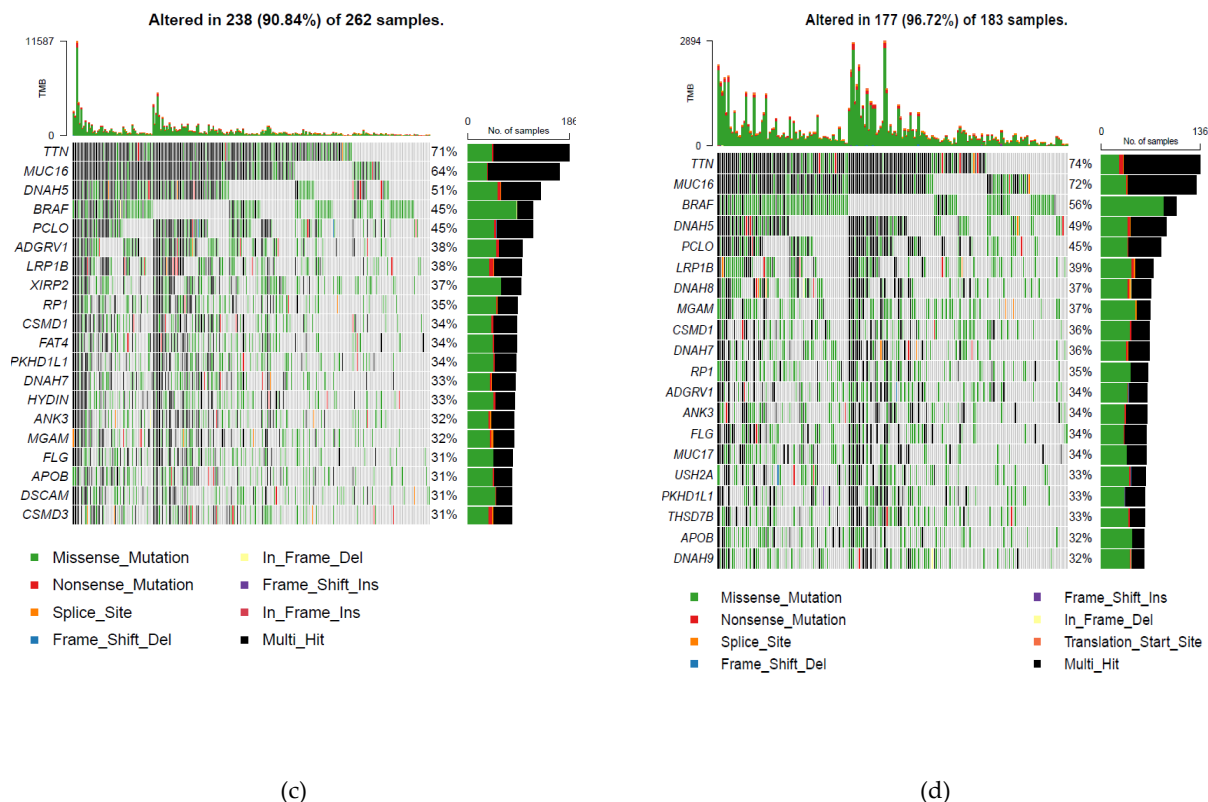 Altered in 238 (90.84%) of 262 samples.
11587
TMB
0
0 186
No. of samples
TTN 71%
MUC16 64%
DNAH5 51%
BRAF 45%
PCLO 45%
ADGRV1 38%
LRP1B 38%
XIRP2 37%
RP1 35%
CSMD1 34%
FAT4 34%
PKHD1L1 34%
DNAH7 33%
HYDIN 33%
ANK3 32%
MGAM 32%
FLG 31%
APOB 31%
DSCAM 31%
CSMD3 31%
Missense_Mutation In_Frame_Del
Nonsense_Mutation Frame_Shift_Ins
Splice_Site In_Frame_Ins
Frame_Shift_Del Multi_Hit
(c)
Altered in 177 (96.72%) of 183 samples.
2894
TMB
0
0 136
No. of samples
TTN 74%
MUC16 72%
BRAF 56%
DNAH5 49%
PCLO 45%
LRP1B 39%
DNAH8 37%
MGAM 37%
CSMD1 36%
DNAH7 36%
RP1 35%
ADGRV1 34%
ANK3 34%
FLG 34%
MUC17 34%
USH2A 33%
PKHD1L1 33%
THSD7B 33%
APOB 32%
DNAH9 32%
Missense_Mutation Frame_Shift_Ins
Nonsense_Mutation In_Frame_Del
Splice_Site Translation_Start_Site
Frame_Shift_Del Multi_Hit
(d)